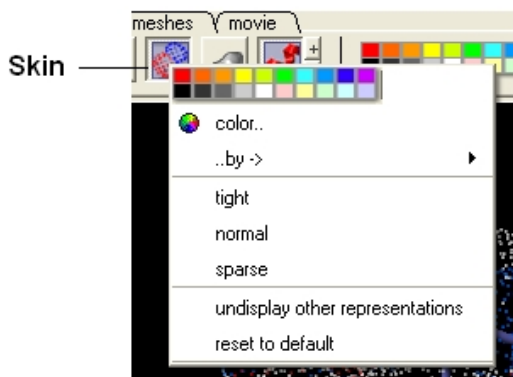 meshes movie
Skin
+
color..
..by ->
tight
normal
sparse
undisplay other representations
reset to default